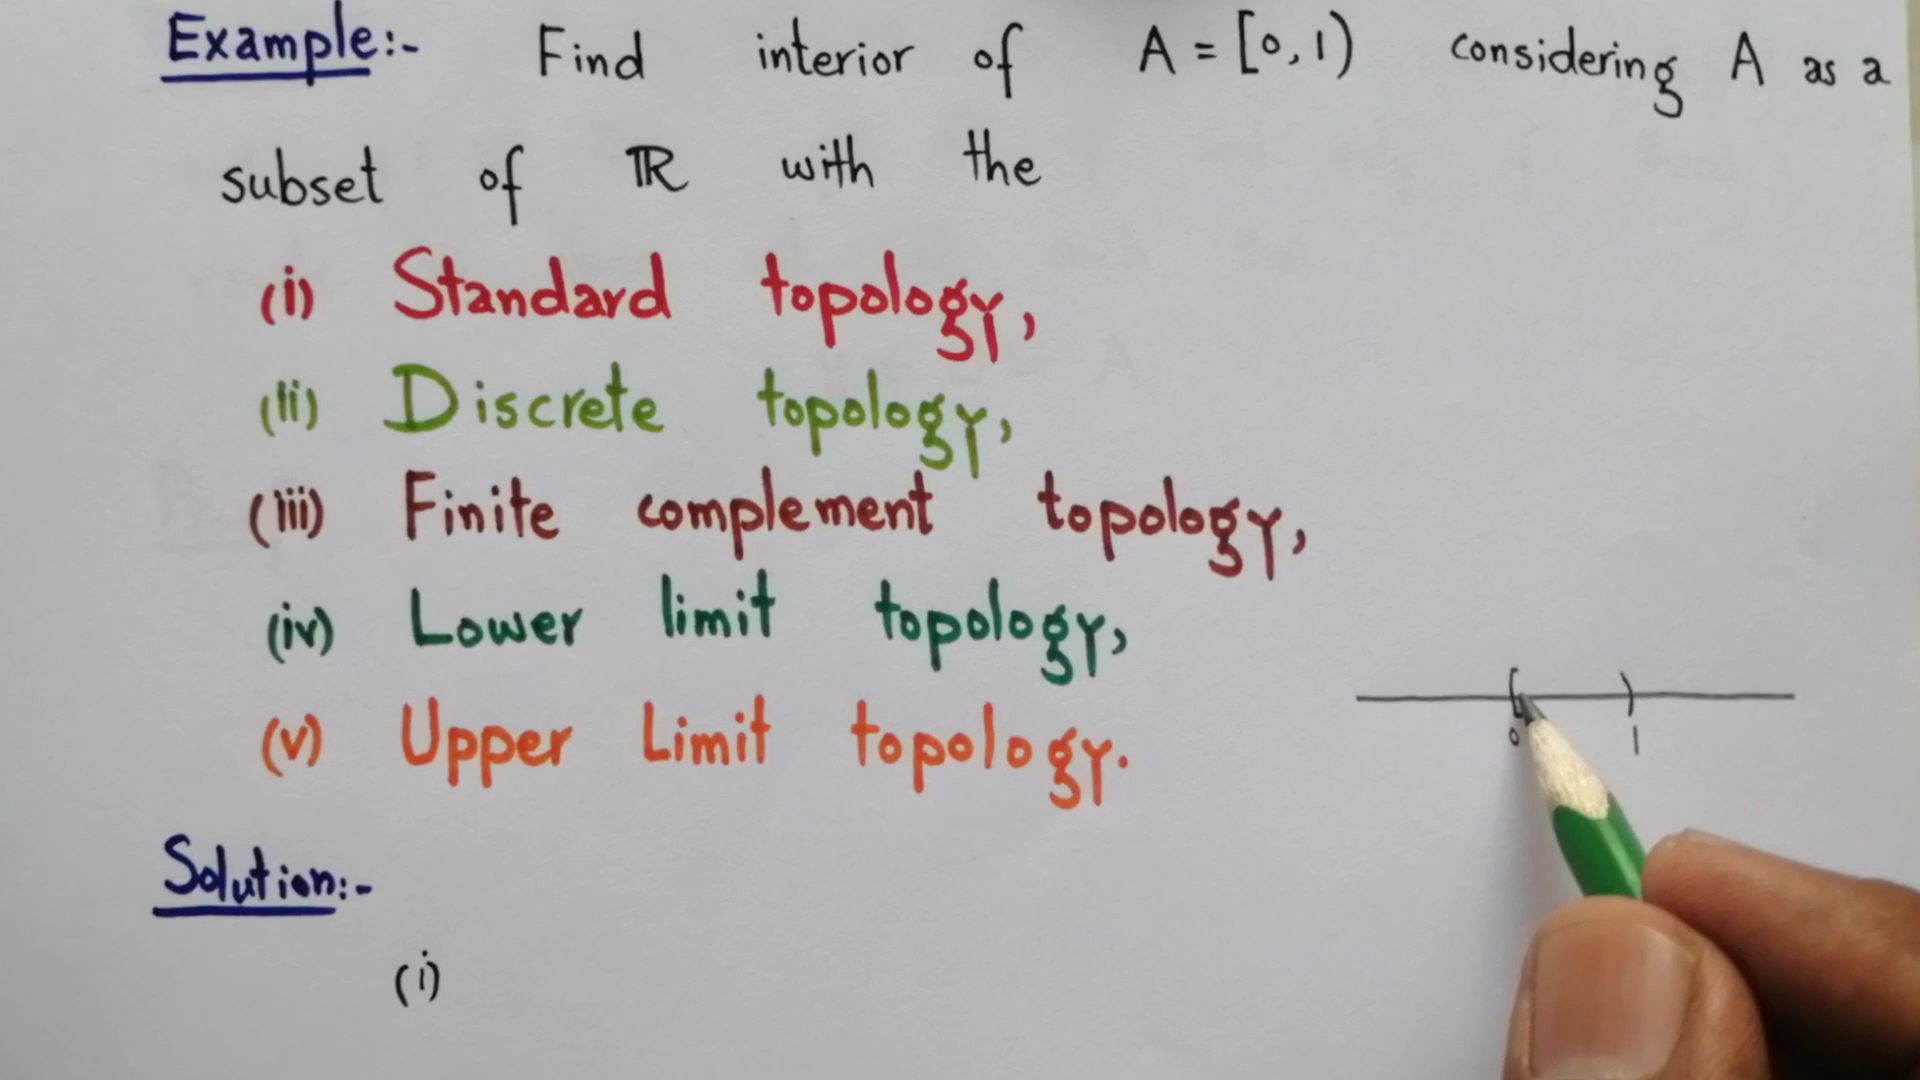 Example:- Find interior of A = [0, 1) considering A as a
subset of ℝ with the
(i) Standard topology,
(ii) Discrete topology,
(iii) Finite complement topology,
(iv) Lower limit topology,
(v) Upper Limit topology.
[ )
0 1
Solution:-
(i)